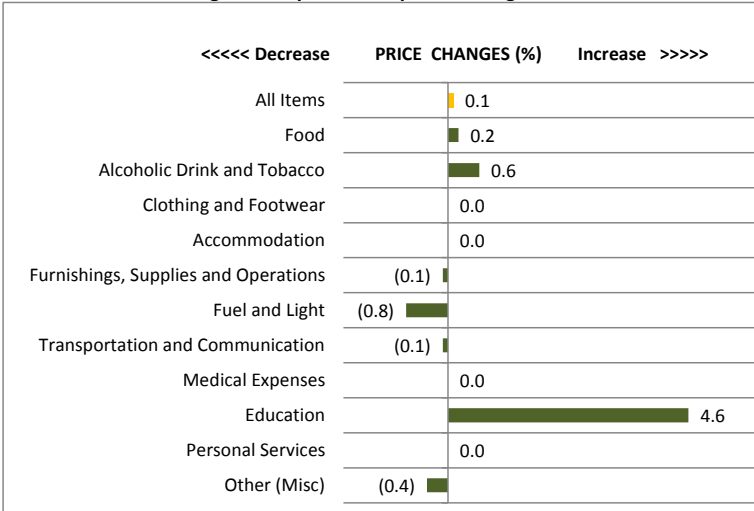 <<<<< Decrease PRICE CHANGES (%) Increase >>>>>
All Items 0.1
Food 0.2
Alcoholic Drink and Tobacco 0.6
Clothing and Footwear 0.0
Accommodation 0.0
Furnishings, Supplies and Operations (0.1)
Fuel and Light (0.8)
Transportation and Communication (0.1)
Medical Expenses 0.0
Education 4.6
Personal Services 0.0
Other (Misc) (0.4)